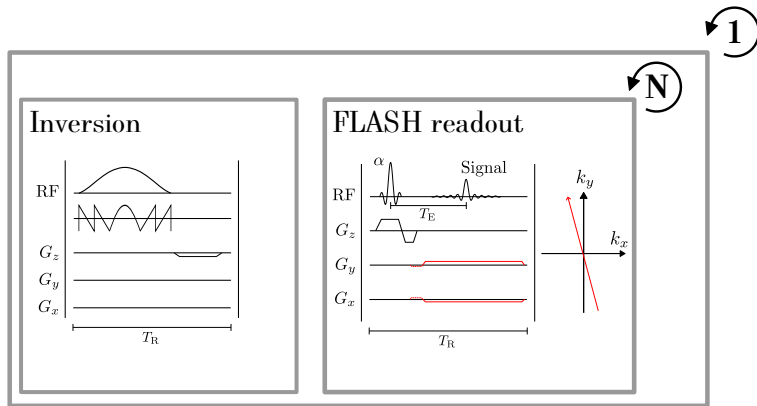 1
N
Inversion
RF
G_z
G_y
G_x
T_R
FLASH readout
α
Signal
RF
T_E
G_z
G_y
G_x
T_R
k_y
k_x